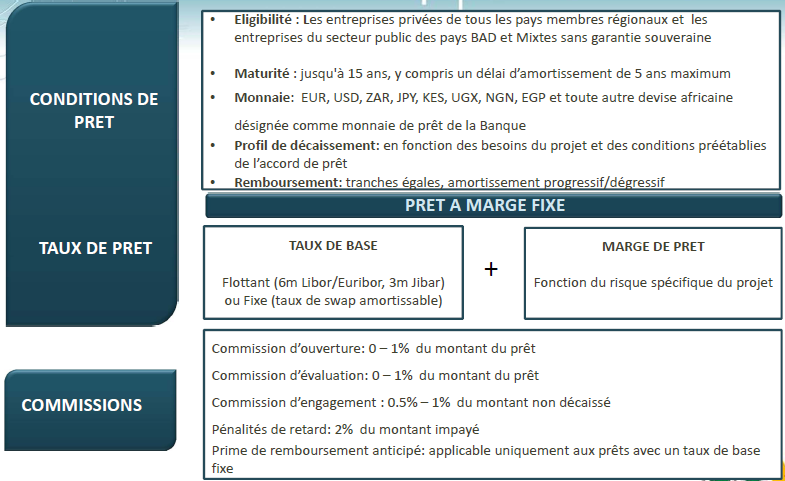 CONDITIONS DE
PRET
• Eligibilité : Les entreprises privées de tous les pays membres régionaux et les
entreprises du secteur public des pays BAD et Mixtes sans garantie souveraine
• Maturité : jusqu'à 15 ans, y compris un délai d'amortissement de 5 ans maximum
• Monnaie: EUR, USD, ZAR, JPY, KES, UGX, NGN, EGP et toute autre devise africaine
désignée comme monnaie de prêt de la Banque
• Profil de décaissement: en fonction des besoins du projet et des conditions préétablies
de l'accord de prêt
• Remboursement: tranches égales, amortissement progressif/dégressif
TAUX DE PRET
PRET A MARGE FIXE
TAUX DE BASE
Flottant (6m Libor/Euribor, 3m Jibar)
ou Fixe (taux de swap amortissable)
+
MARGE DE PRET
Fonction du risque spécifique du projet
COMMISSIONS
Commission d'ouverture: 0 – 1% du montant du prêt
Commission d'évaluation: 0 – 1% du montant du prêt
Commission d'engagement : 0.5% – 1% du montant non décaissé
Pénalités de retard: 2% du montant impayé
Prime de remboursement anticipé: applicable uniquement aux prêts avec un taux de base
fixe